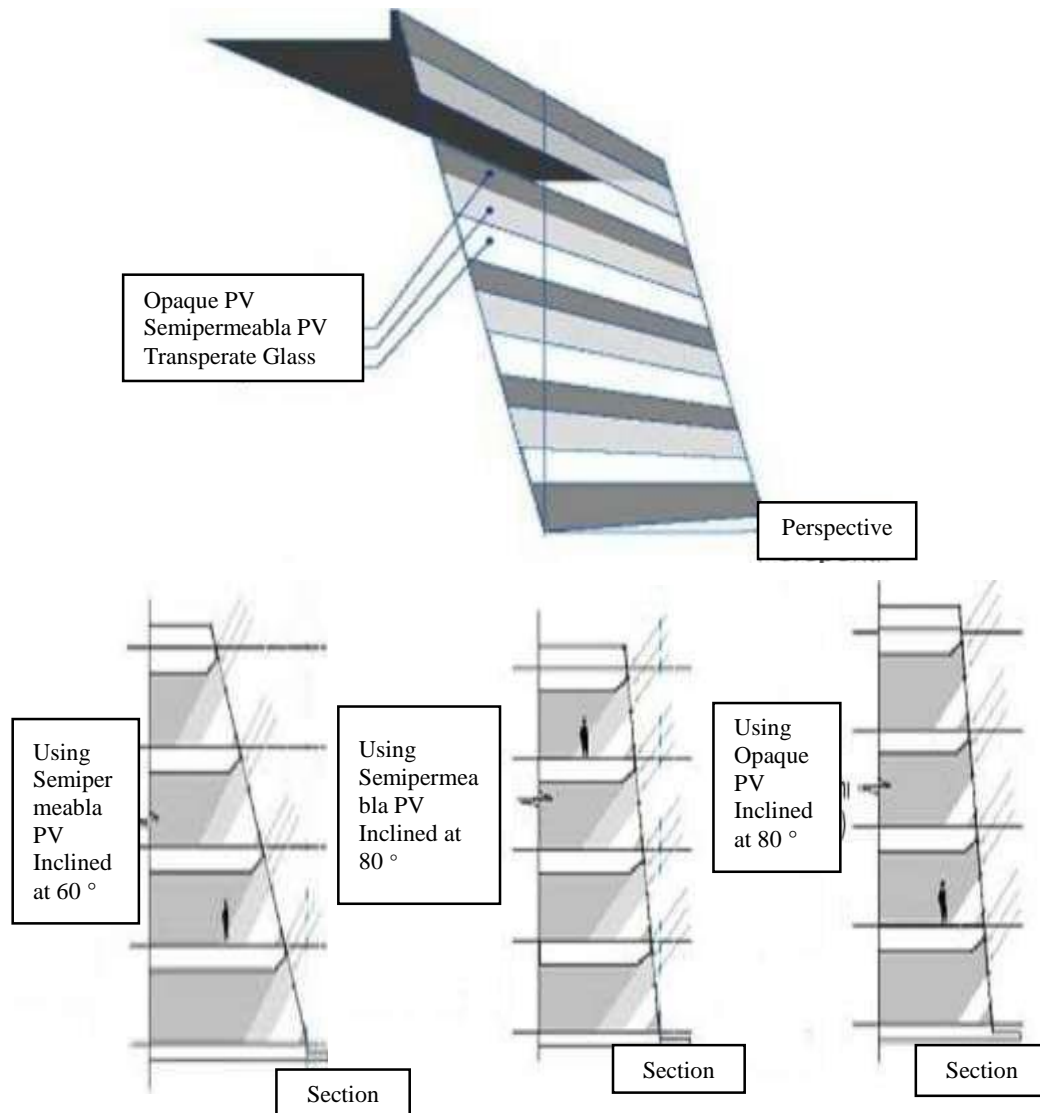 Opaque PV
Semipermeabla PV
Transperate Glass
Perspective
Using
Semiper
meabla
PV
Inclined
at 60 °
Using
Semipermea
bla PV
Inclined at
80 °
Using
Opaque
PV
Inclined
at 80 °
Section
Section
Section